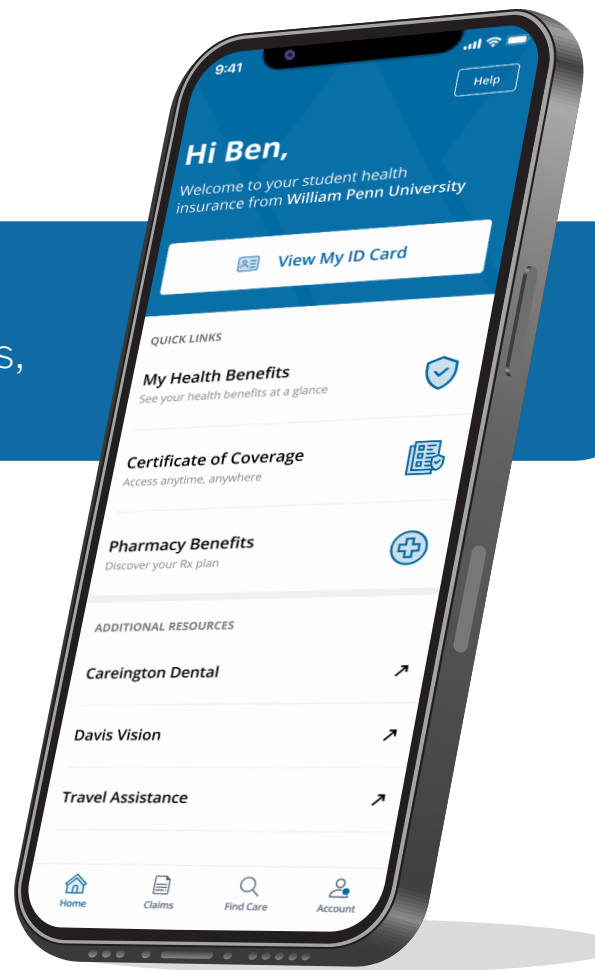 9:41
Help
Hi Ben,
Welcome to your student health
insurance from William Penn University
View My ID Card
s,
QUICK LINKS
My Health Benefits
See your health benefits at a glance
Certificate of Coverage
Access anytime, anywhere
Pharmacy Benefits
Discover your Rx plan
ADDITIONAL RESOURCES
Careington Dental
Davis Vision
Travel Assistance
Home
Claims
Find Care
Account